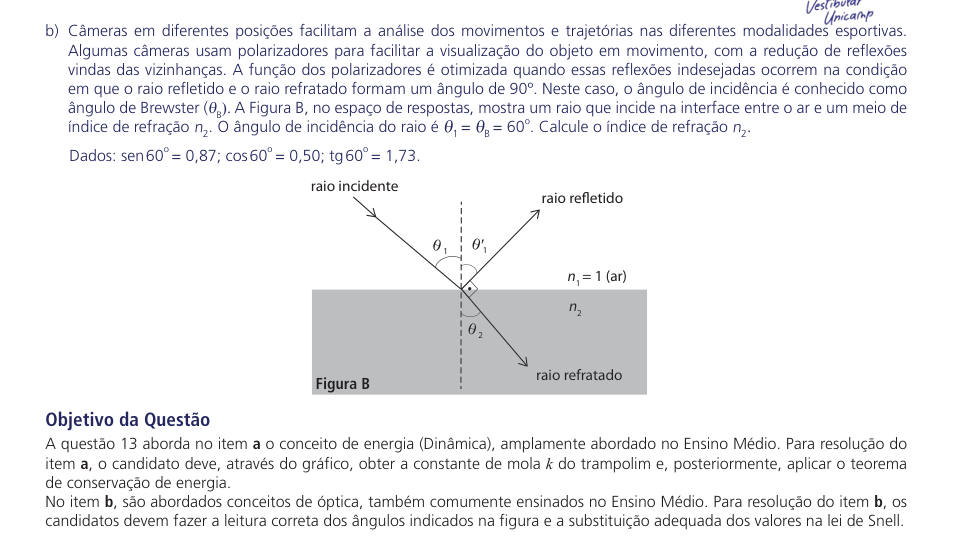 Vestibular
Unicamp
b) Câmeras em diferentes posições facilitam a análise dos movimentos e trajetórias nas diferentes modalidades esportivas.
Algumas câmeras usam polarizadores para facilitar a visualização do objeto em movimento, com a redução de reflexões
vindas das vizinhanças. A função dos polarizadores é otimizada quando essas reflexões indesejadas ocorrem na condição
em que o raio refletido e o raio refratado formam um ângulo de 90º. Neste caso, o ângulo de incidência é conhecido como
ângulo de Brewster (θB). A Figura B, no espaço de respostas, mostra um raio que incide na interface entre o ar e um meio de
índice de refração n2. O ângulo de incidência do raio é θ1 = θB = 60º. Calcule o índice de refração n2.
Dados: sen 60º = 0,87; cos 60º = 0,50; tg 60º = 1,73.
raio incidente
raio refletido
θ1 θ'1
n1 = 1 (ar)
n2
θ2
raio refratado
Figura B
Objetivo da Questão
A questão 13 aborda no item a o conceito de energia (Dinâmica), amplamente abordado no Ensino Médio. Para resolução do
item a, o candidato deve, através do gráfico, obter a constante de mola k do trampolim e, posteriormente, aplicar o teorema
de conservação de energia.
No item b, são abordados conceitos de óptica, também comumente ensinados no Ensino Médio. Para resolução do item b, os
candidatos devem fazer a leitura correta dos ângulos indicados na figura e a substituição adequada dos valores na lei de Snell.